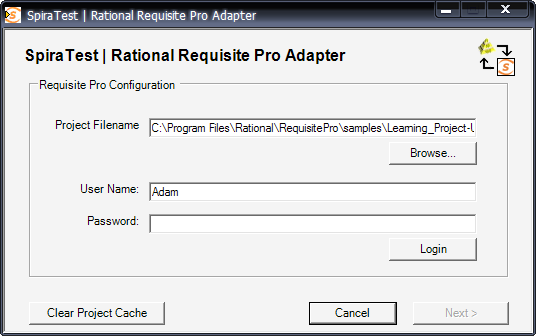 SpiraTest | Rational Requisite Pro Adapter
SpiraTest | Rational Requisite Pro Adapter
Requisite Pro Configuration
Project Filename C:\Program Files\Rational\RequisitePro\samples\Learning_Project-U
Browse...
User Name: Adam
Password:
Login
Clear Project Cache Cancel Next >